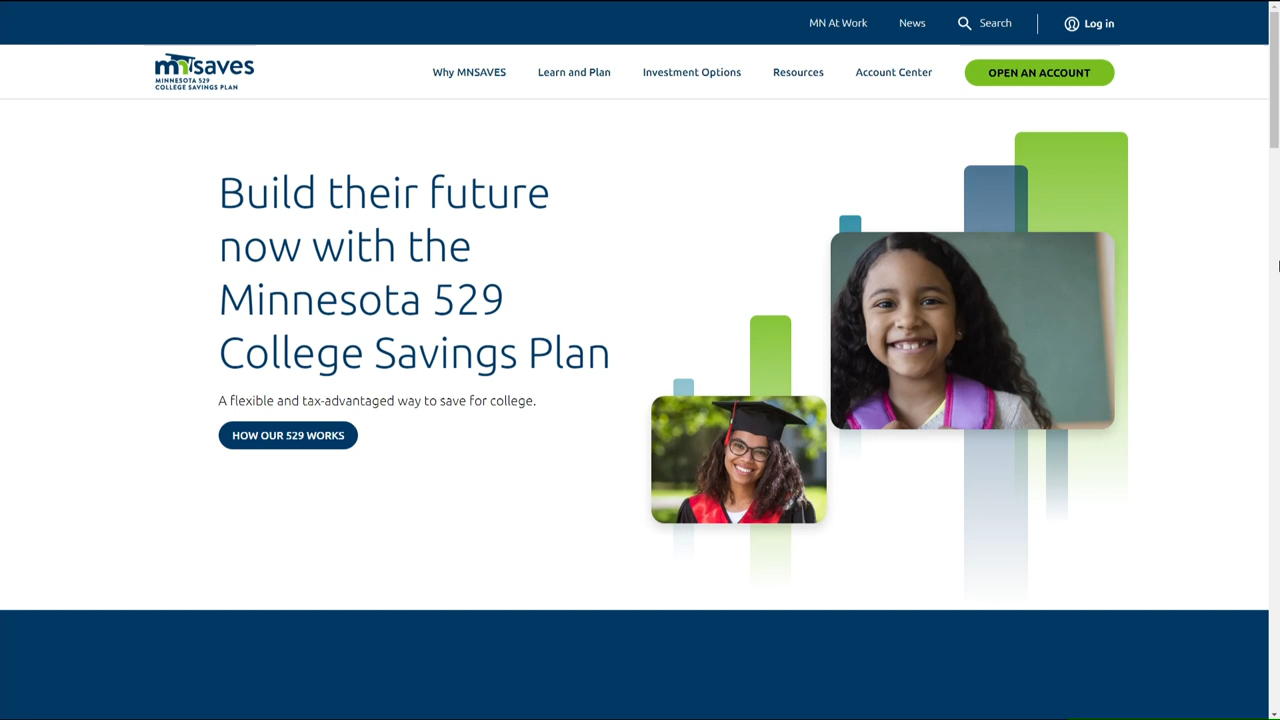 MN At Work News Search Log in
mnsaves
MINNESOTA 529
COLLEGE SAVINGS PLAN
Why MNSAVES Learn and Plan Investment Options Resources Account Center OPEN AN ACCOUNT
Build their future
now with the
Minnesota 529
College Savings Plan
A flexible and tax-advantaged way to save for college.
HOW OUR 529 WORKS